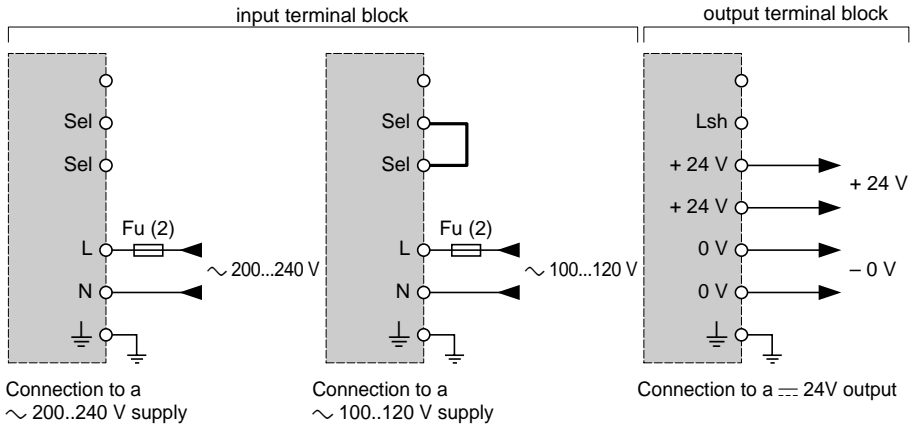 input terminal block
output terminal block
Sel
Sel
Fu (2)
L
∼ 200...240 V
N
Connection to a
∼ 200..240 V supply
Sel
Sel
Fu (2)
L
∼ 100...120 V
N
Connection to a
∼ 100..120 V supply
Lsh
+ 24 V
+ 24 V
+ 24 V
0 V
– 0 V
0 V
Connection to a ⎓ 24V output